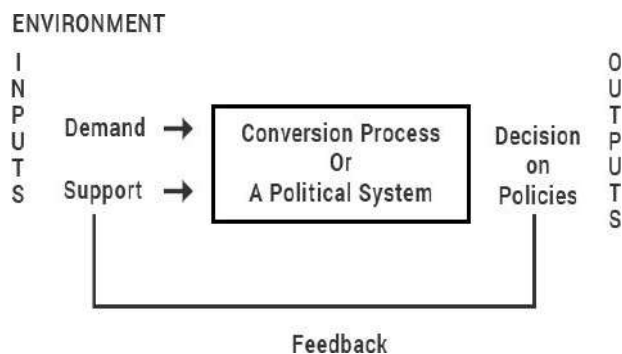 ENVIRONMENT
INPUTS
Demand
Support
Conversion Process
Or
A Political System
Decision
on
Policies
OUTPUTS
Feedback